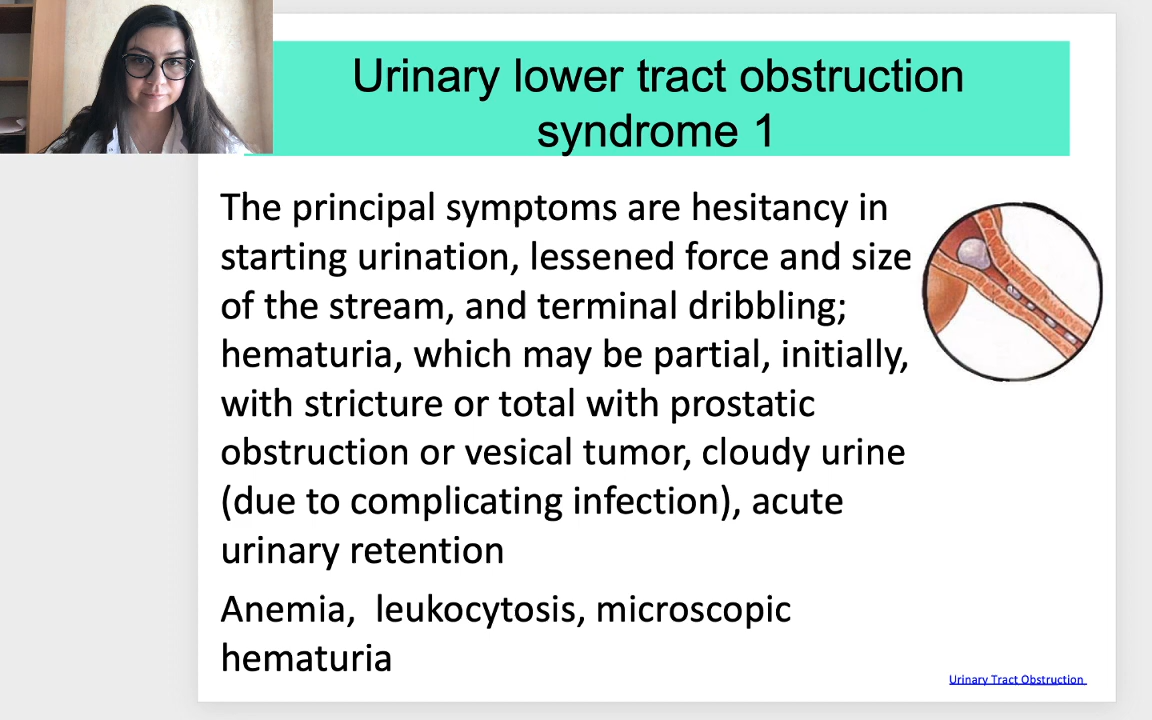 Urinary lower tract obstruction
syndrome 1
The principal symptoms are hesitancy in
starting urination, lessened force and size
of the stream, and terminal dribbling;
hematuria, which may be partial, initially,
with stricture or total with prostatic
obstruction or vesical tumor, cloudy urine
(due to complicating infection), acute
urinary retention
Anemia,  leukocytosis, microscopic
hematuria
Urinary Tract Obstruction